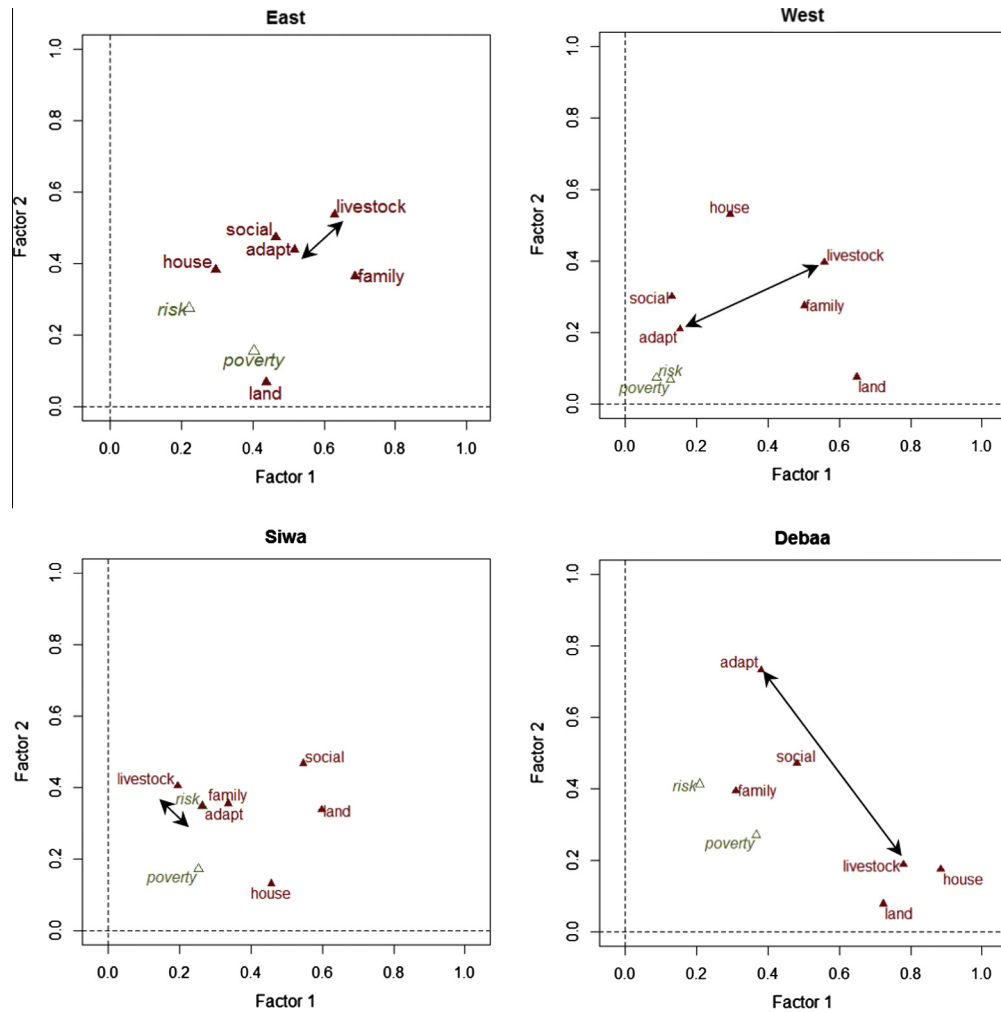 East
1.0
0.8
0.6
0.4
0.2
0.0
Factor 2
livestock
social
adapt
house
family
risk
poverty
land
0.0 0.2 0.4 0.6 0.8 1.0
Factor 1
West
1.0
0.8
0.6
0.4
0.2
0.0
Factor 2
house
livestock
social
family
adapt
risk
poverty
land
0.0 0.2 0.4 0.6 0.8 1.0
Factor 1
Siwa
1.0
0.8
0.6
0.4
0.2
0.0
Factor 2
social
livestock
risk family
adapt
land
poverty
house
0.0 0.2 0.4 0.6 0.8 1.0
Factor 1
Debaa
1.0
0.8
0.6
0.4
0.2
0.0
Factor 2
adapt
social
risk
family
poverty
livestock
house
land
0.0 0.2 0.4 0.6 0.8 1.0
Factor 1